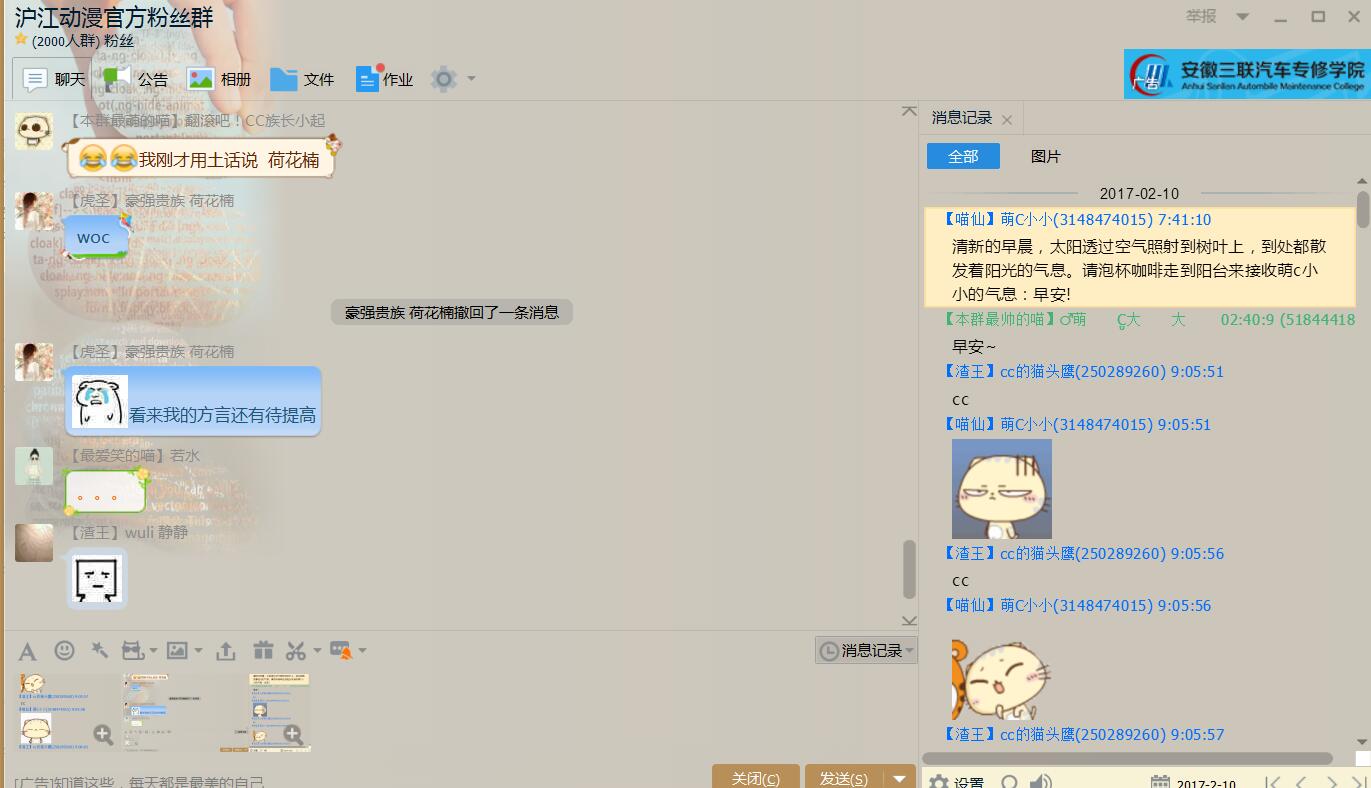 沪江动漫官方粉丝群
(2000人群) 粉丝
举报
聊天 公告 相册 文件 作业
广告 安徽三联汽车专修学院
Anhui Sanlian Automobile Maintenance College
【本群最萌的喵】翻滚吧！CC族长小起
我刚才用土话说 荷花楠
【虎圣】豪强贵族 荷花楠
woc
豪强贵族 荷花楠撤回了一条消息
【虎圣】豪强贵族 荷花楠
看来我的方言还有待提高
【最爱笑的喵】若水
。。。
【渣王】wuli 静静
消息记录
[广告]知道这些，每天都是最美的自己
关闭(C) 发送(S)
消息记录
全部 图片
2017-02-10
【喵仙】萌C小小(3148474015) 7:41:10
清新的早晨，太阳透过空气照射到树叶上，到处都散
发着阳光的气息。请泡杯咖啡走到阳台来接收萌c小
小的气息：早安!
【本群最帅的喵】♂萌 大 大 02:40:9 (51844418
早安~
【渣王】cc的猫头鹰(250289260) 9:05:51
cc
【喵仙】萌C小小(3148474015) 9:05:51
【渣王】cc的猫头鹰(250289260) 9:05:56
cc
【喵仙】萌C小小(3148474015) 9:05:56
【渣王】cc的猫头鹰(250289260) 9:05:57
设置 2017-2-10